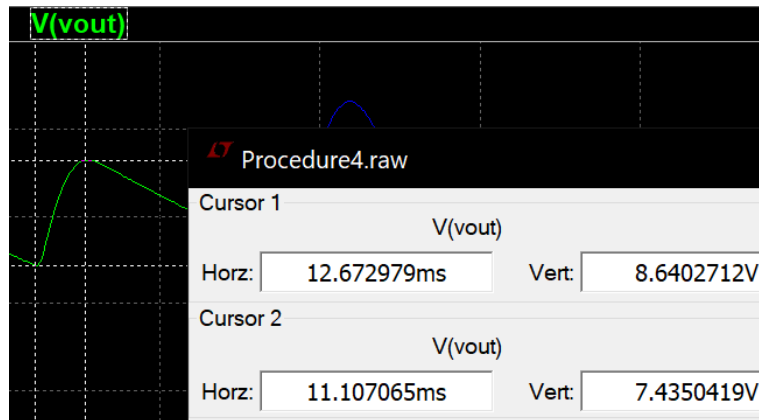 V(vout)
Procedure4.raw
Cursor 1
V(vout)
Horz: 12.672979ms Vert: 8.6402712V
Cursor 2
V(vout)
Horz: 11.107065ms Vert: 7.4350419V